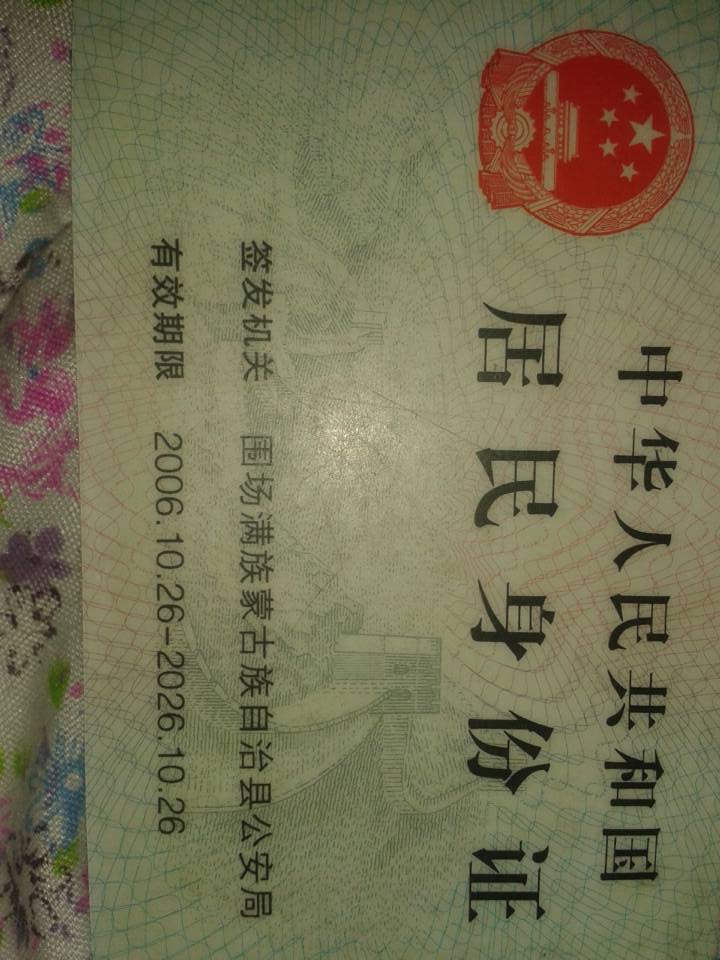 中华人民共和国
居民身份证
签发机关 围场满族蒙古族自治县公安局
有效期限 2006.10.26-2026.10.26